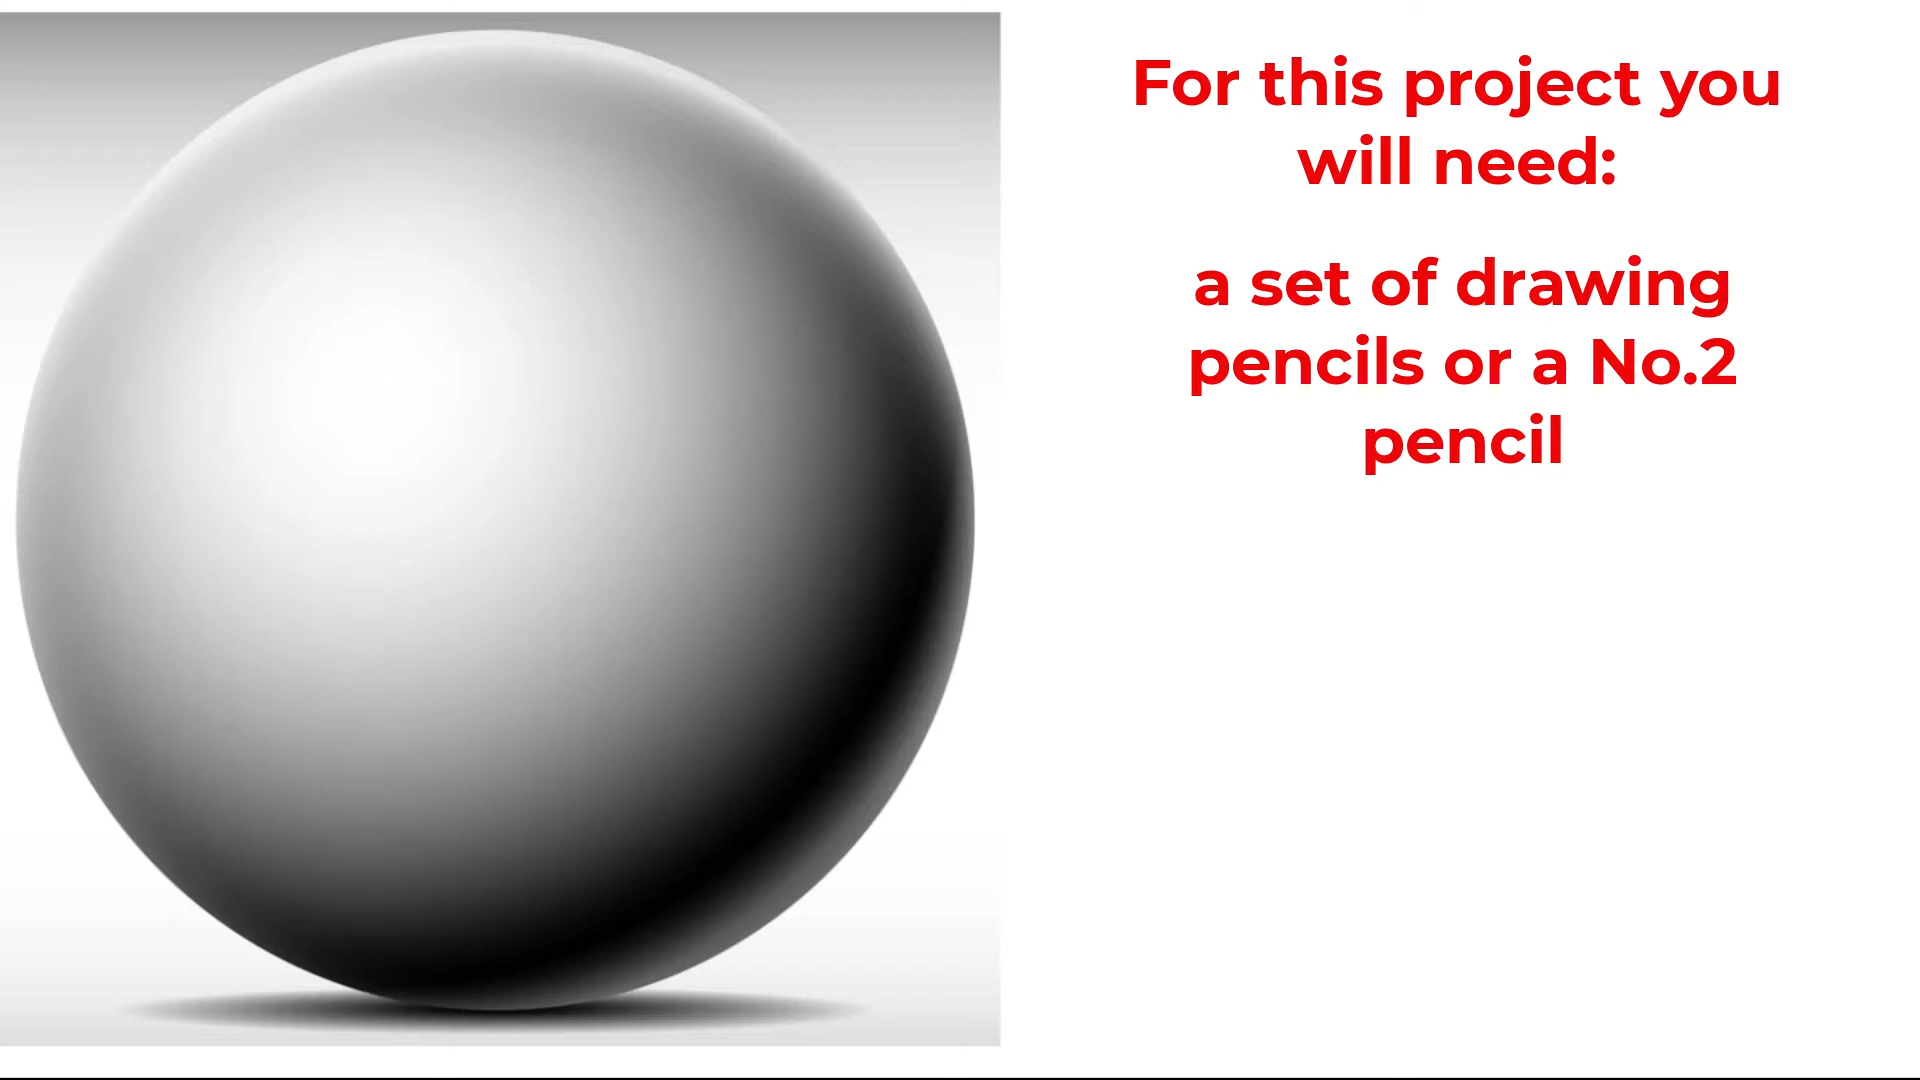 For this project you
will need:
a set of drawing
pencils or a No.2
pencil